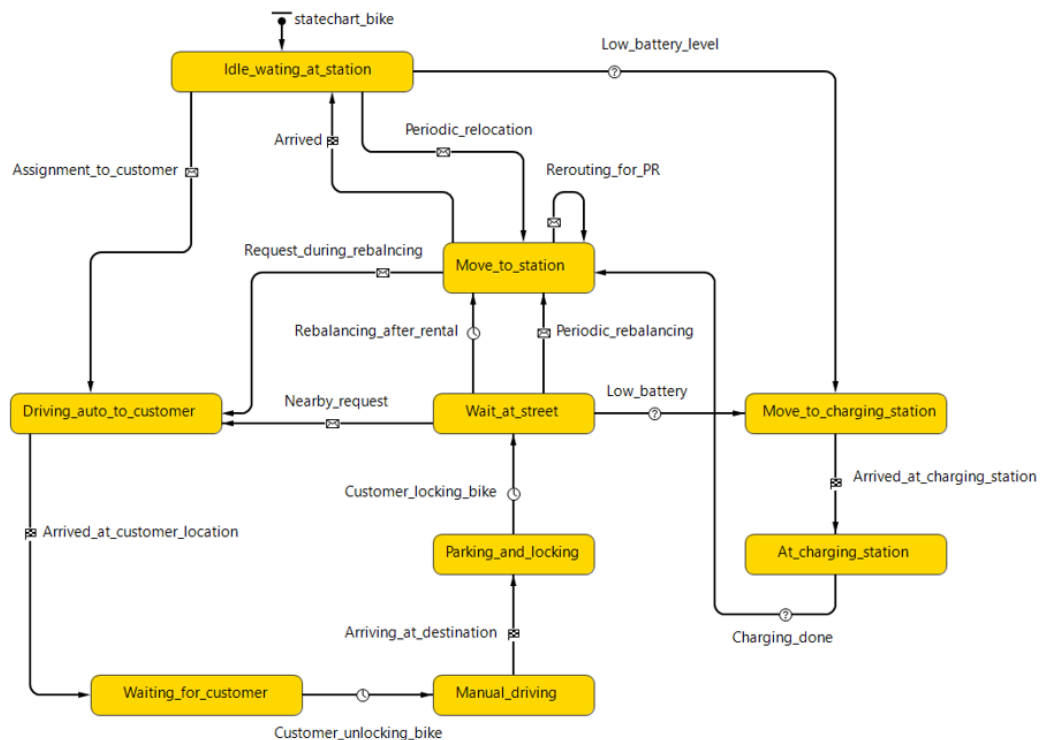 statechart_bike
Low_battery_level
Idle_wating_at_station
Periodic_relocation
Arrived
Assignment_to_customer
Rerouting_for_PR
Request_during_rebalncing
Move_to_station
Rebalancing_after_rental
Periodic_rebalancing
Low_battery
Nearby_request
Driving_auto_to_customer
Wait_at_street
Move_to_charging_station
Arrived_at_charging_station
Customer_locking_bike
Arrived_at_customer_location
Parking_and_locking
At_charging_station
Arriving_at_destination
Charging_done
Waiting_for_customer
Manual_driving
Customer_unlocking_bike